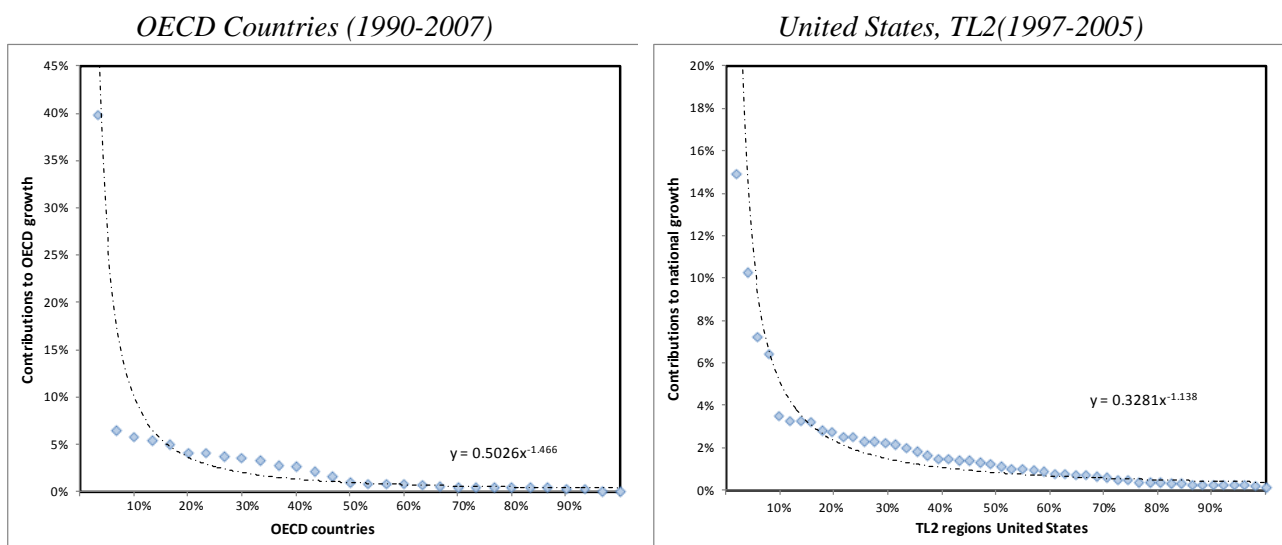 OECD Countries (1990-2007)
45%
40%
35%
30%
25%
20%
15%
10%
5%
0%
Contributions to OECD growth
y = 0.5026x^-1.466
10% 20% 30% 40% 50% 60% 70% 80% 90%
OECD countries
United States, TL2(1997-2005)
20%
18%
16%
14%
12%
10%
8%
6%
4%
2%
0%
Contributions to national growth
y = 0.3281x^-1.138
10% 20% 30% 40% 50% 60% 70% 80% 90%
TL2 regions United States